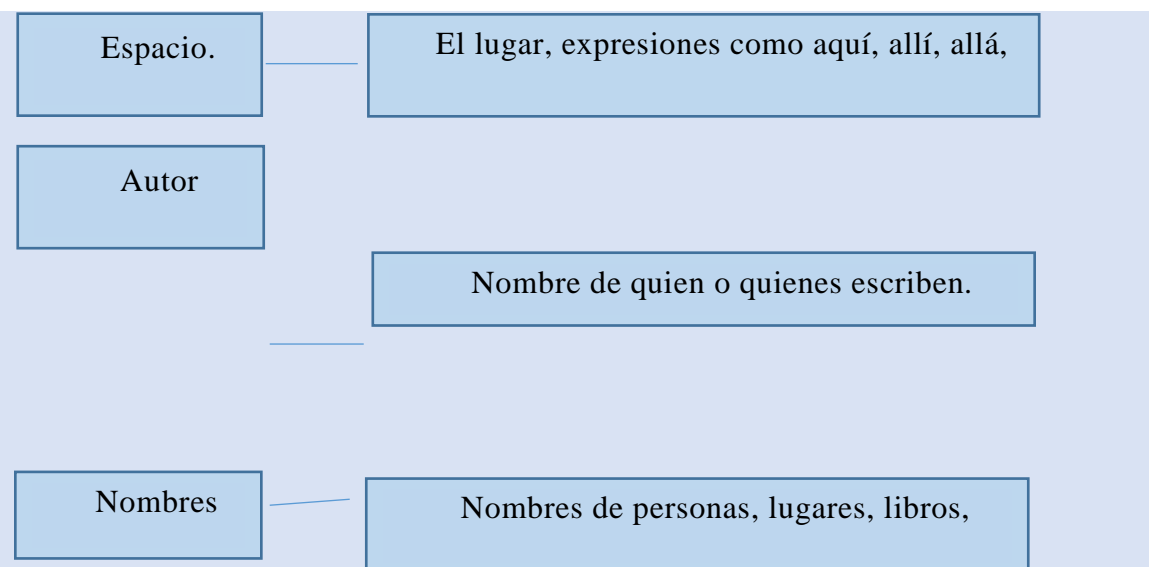 Espacio.
El lugar, expresiones como aquí, allí, allá,
Autor
Nombre de quien o quienes escriben.
Nombres
Nombres de personas, lugares, libros,